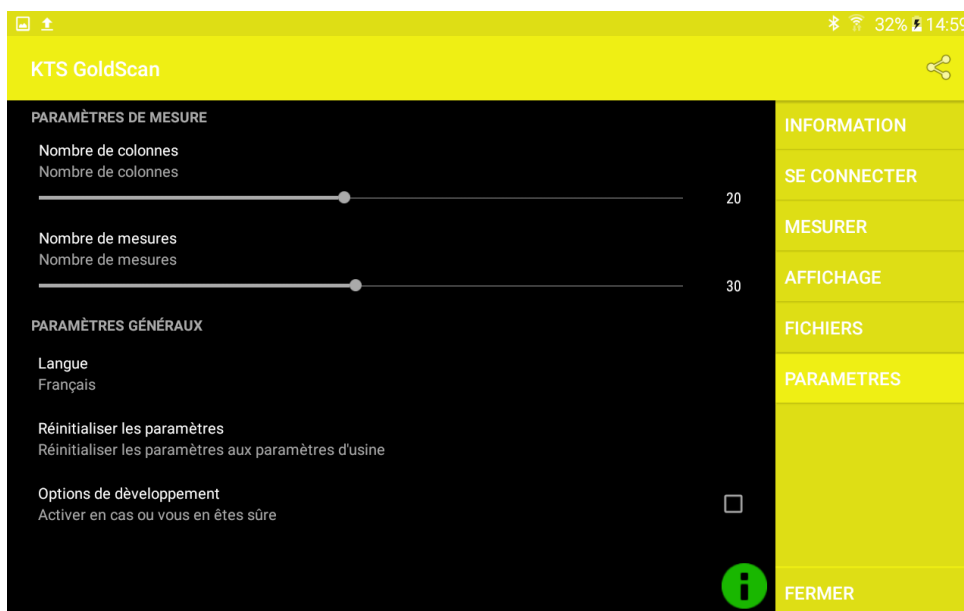 32% 14:59
KTS GoldScan
PARAMÈTRES DE MESURE
Nombre de colonnes
Nombre de colonnes
20
Nombre de mesures
Nombre de mesures
30
PARAMÈTRES GÉNÉRAUX
Langue
Français
Réinitialiser les paramètres
Réinitialiser les paramètres aux paramètres d'usine
Options de dèveloppement
Activer en cas ou vous en êtes sûre
INFORMATION
SE CONNECTER
MESURER
AFFICHAGE
FICHIERS
PARAMETRES
FERMER